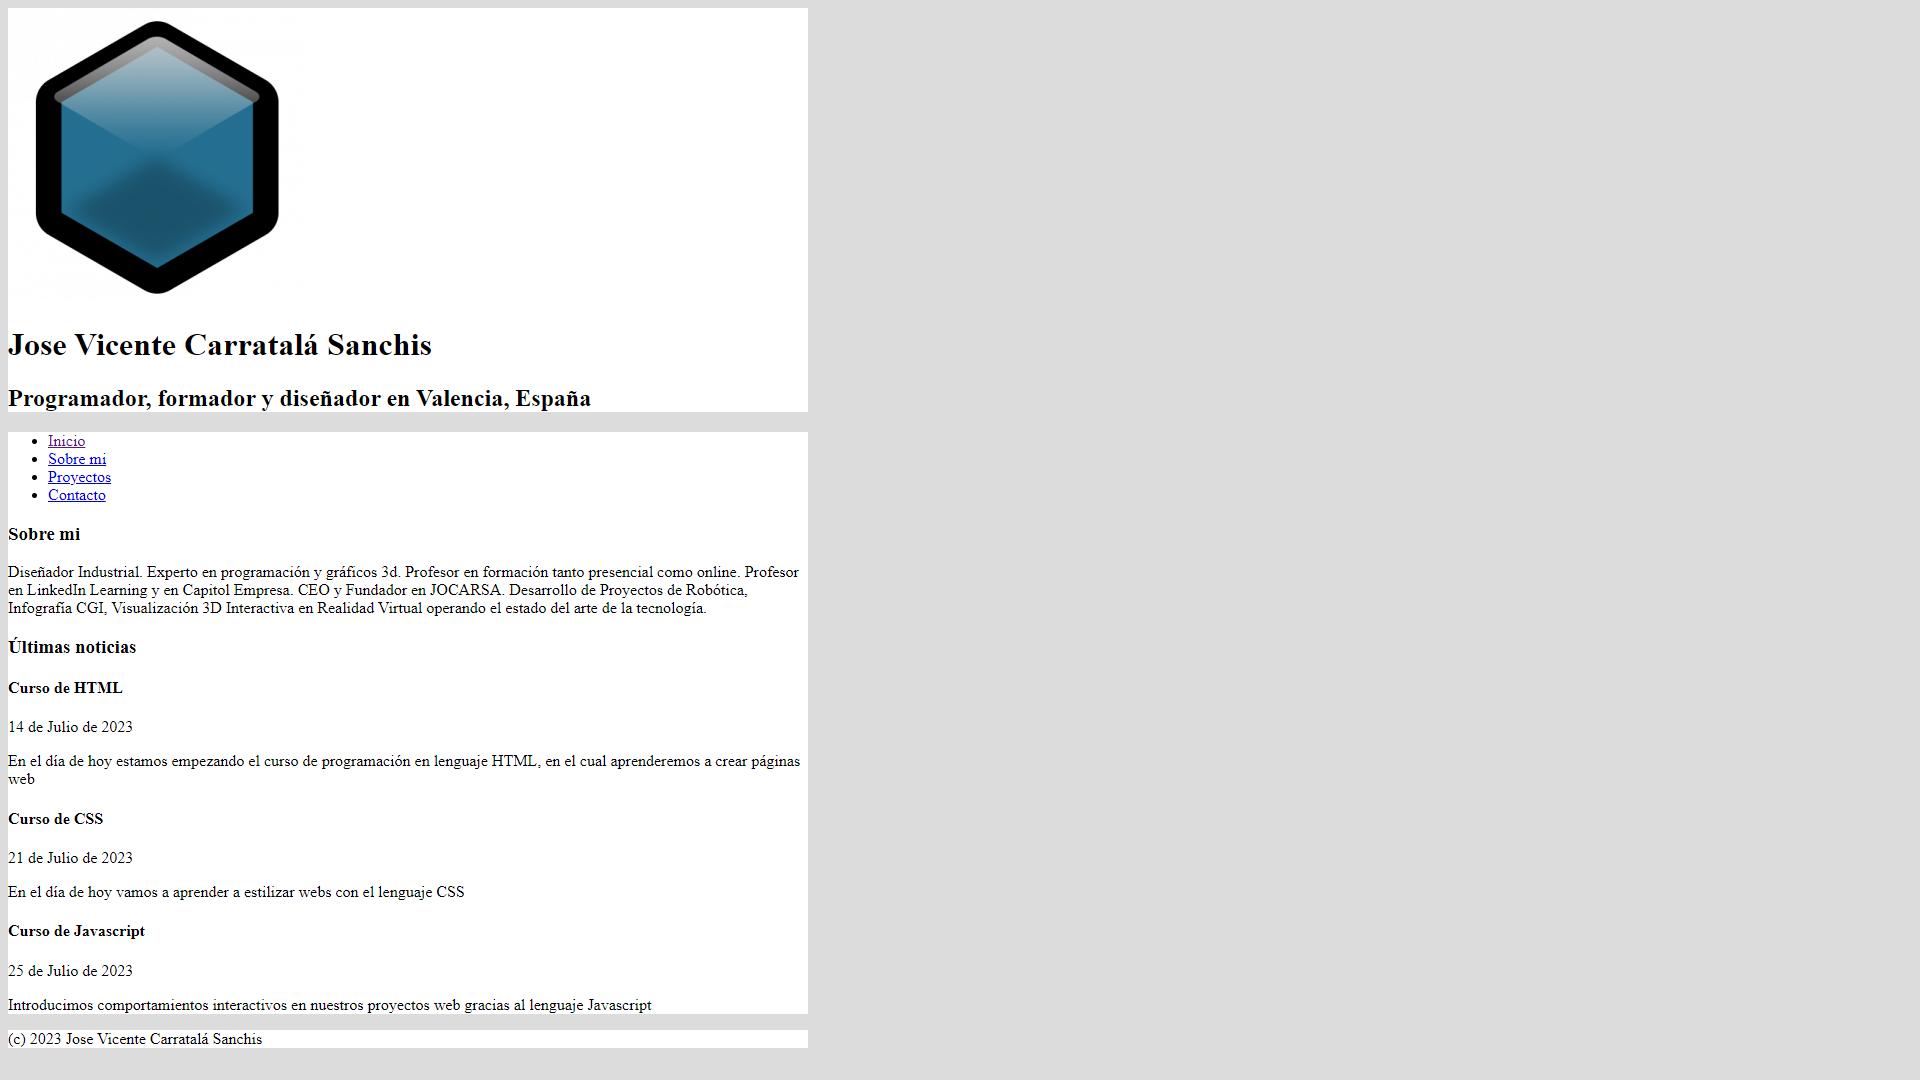 Jose Vicente Carratalá Sanchis
Programador, formador y diseñador en Valencia, España
Inicio
Sobre mi
Proyectos
Contacto
Sobre mi
Diseñador Industrial. Experto en programación y gráficos 3d. Profesor en formación tanto presencial como online. Profesor
en LinkedIn Learning y en Capitol Empresa. CEO y Fundador en JOCARSA. Desarrollo de Proyectos de Robótica,
Infografía CGI, Visualización 3D Interactiva en Realidad Virtual operando el estado del arte de la tecnología.
Últimas noticias
Curso de HTML
14 de Julio de 2023
En el día de hoy estamos empezando el curso de programación en lenguaje HTML, en el cual aprenderemos a crear páginas
web
Curso de CSS
21 de Julio de 2023
En el día de hoy vamos a aprender a estilizar webs con el lenguaje CSS
Curso de Javascript
25 de Julio de 2023
Introducimos comportamientos interactivos en nuestros proyectos web gracias al lenguaje Javascript
(c) 2023 Jose Vicente Carratalá Sanchis